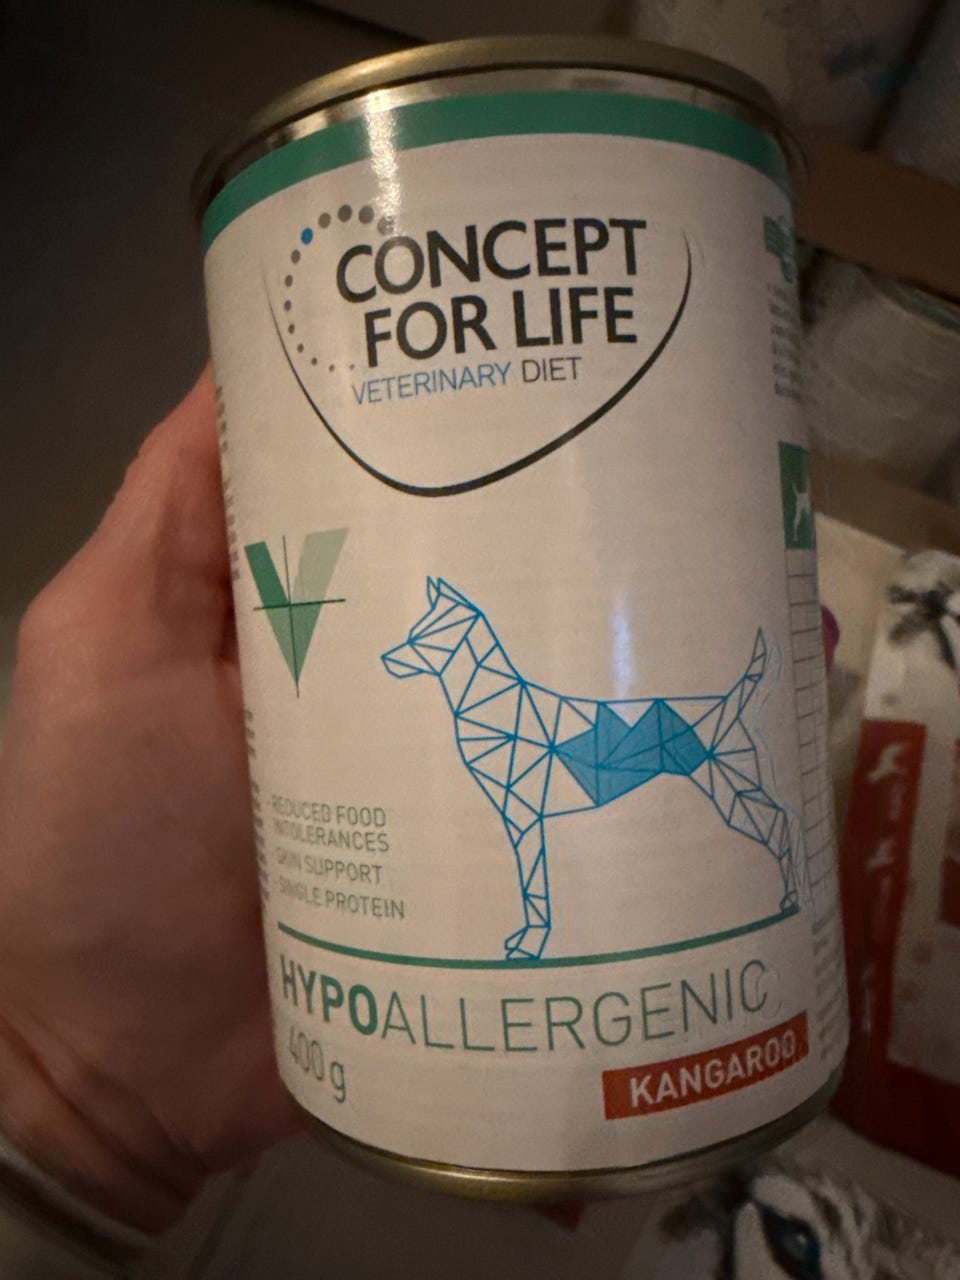 CONCEPT
FOR LIFE
VETERINARY DIET
· REDUCED FOOD
INTOLERANCES
· SKIN SUPPORT
· SINGLE PROTEIN
HYPOALLERGENIC
400 g
KANGAROO